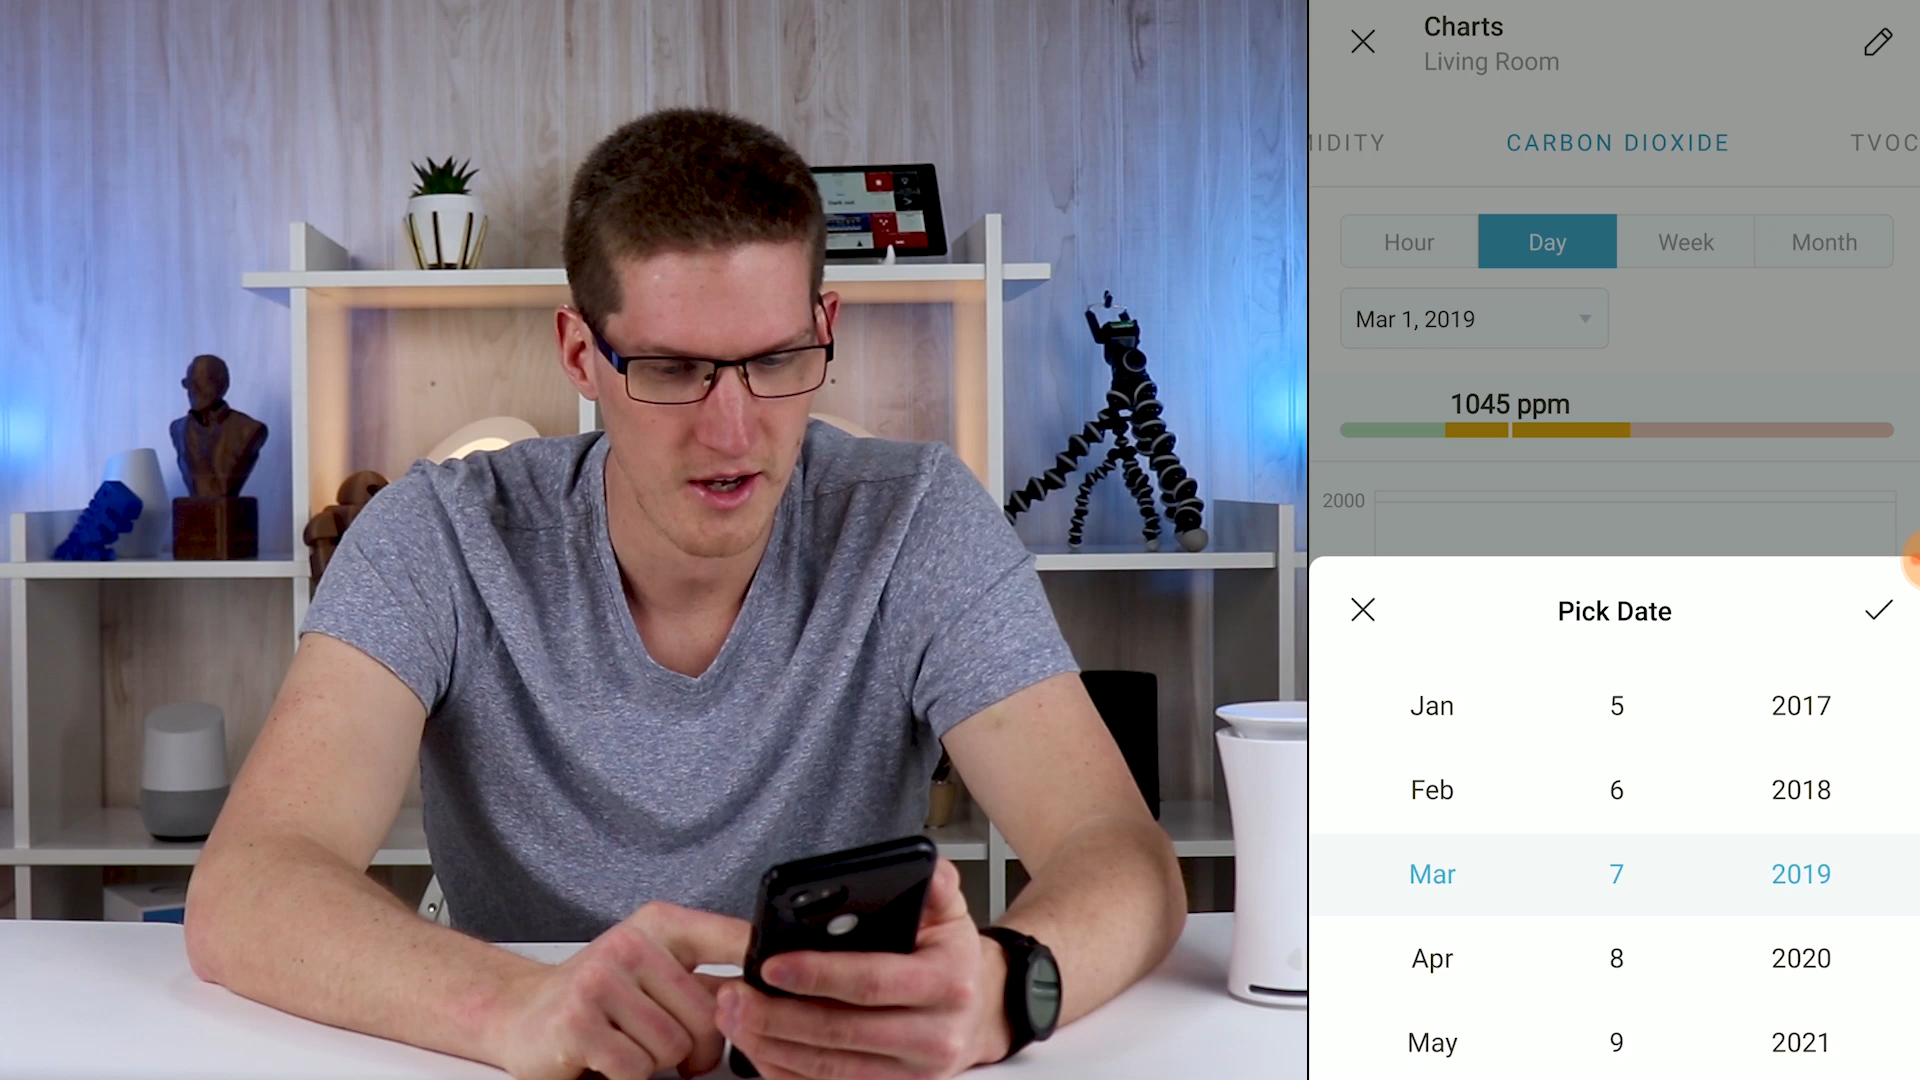 Charts
Living Room
MIDITY CARBON DIOXIDE TVOC
Hour Day Week Month
Mar 1, 2019
1045 ppm
2000
Pick Date
Jan 5 2017
Feb 6 2018
Mar 7 2019
Apr 8 2020
May 9 2021